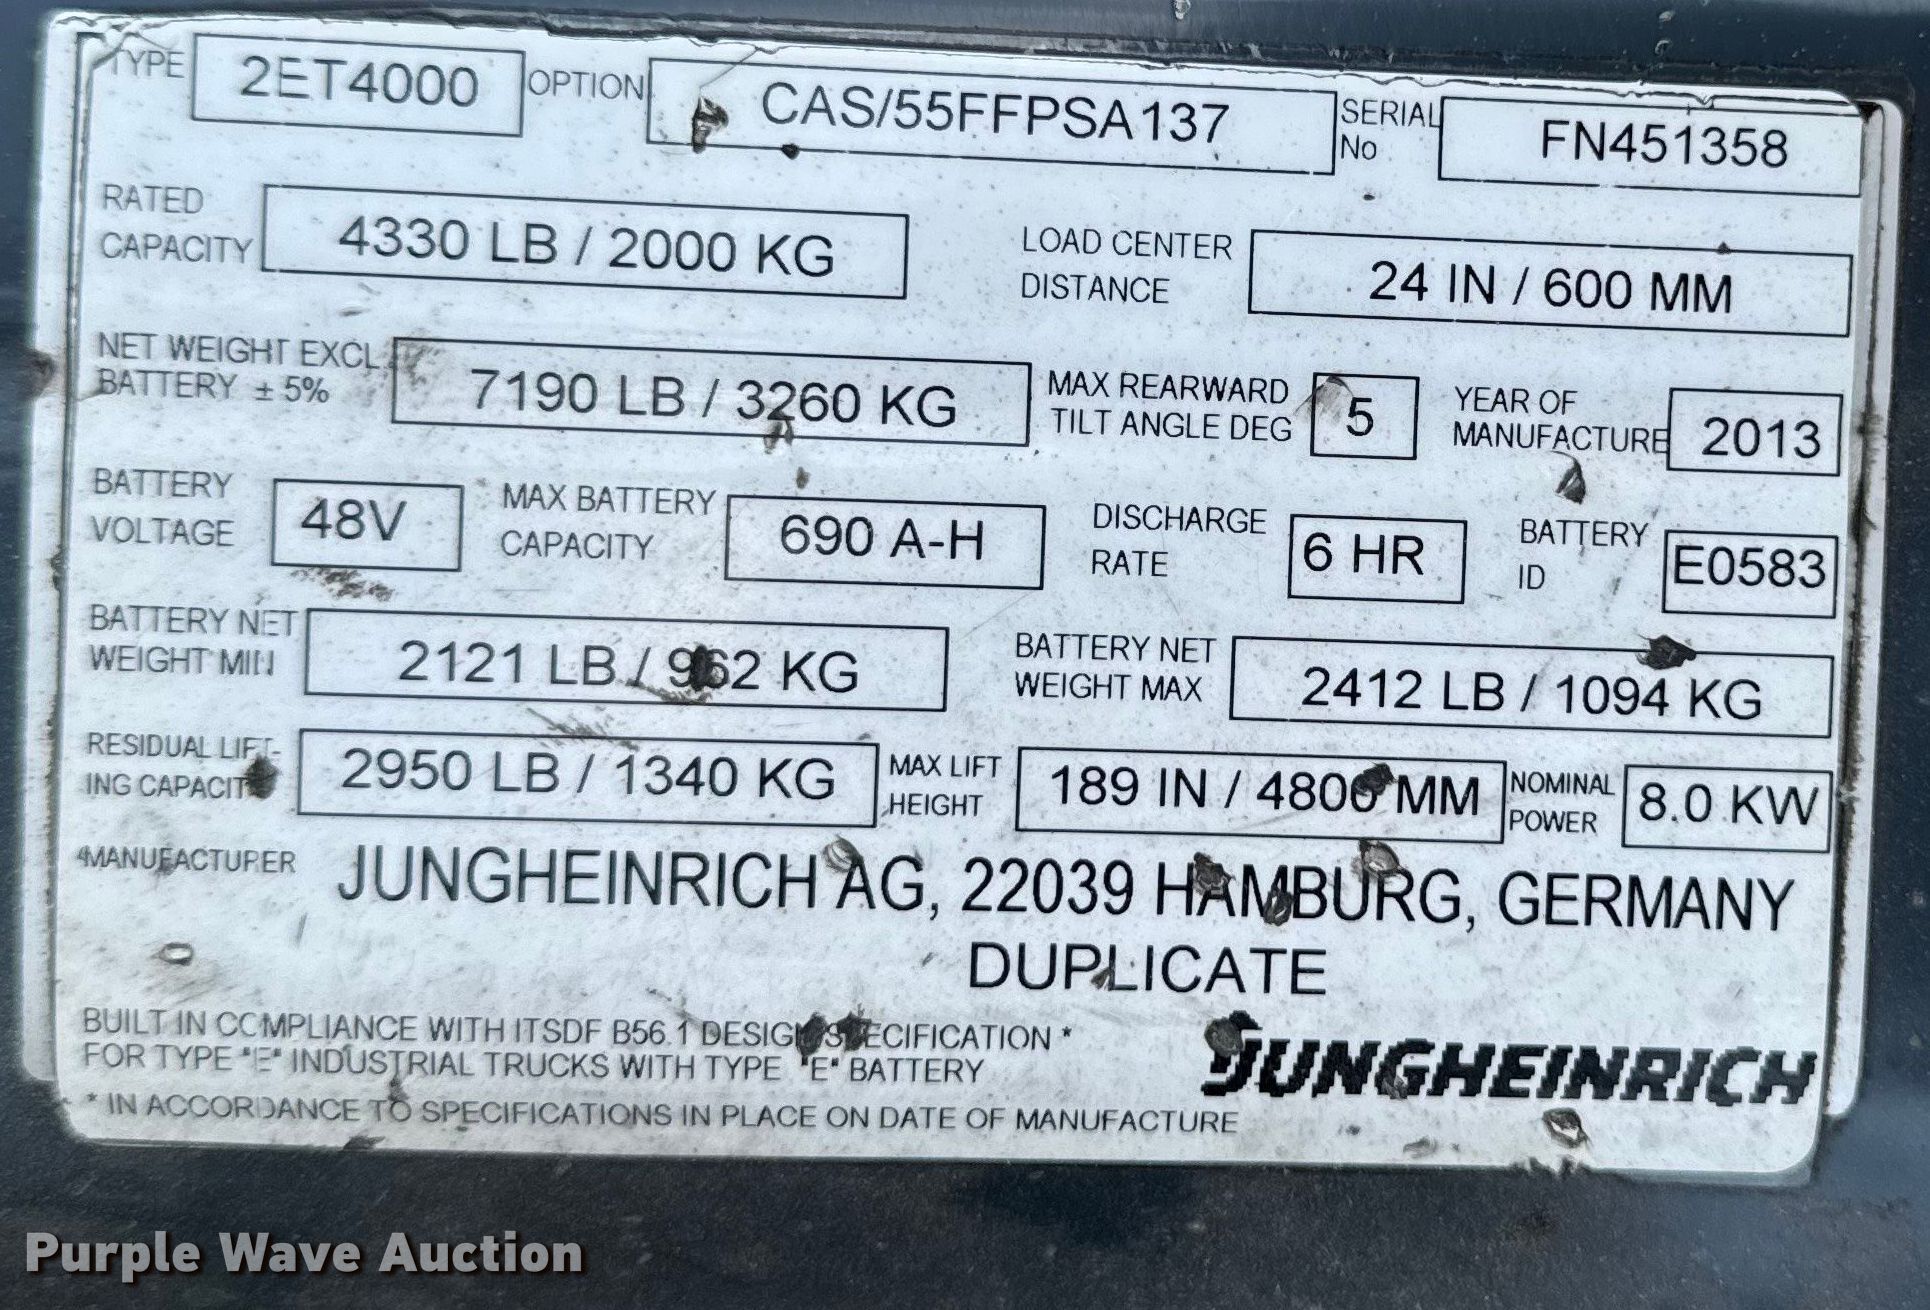 TYPE 2ET4000 OPTION CAS/55FFPSA137 SERIAL No FN451358
RATED CAPACITY 4330 LB / 2000 KG LOAD CENTER DISTANCE 24 IN / 600 MM
NET WEIGHT EXCL BATTERY ± 5% 7190 LB / 3260 KG MAX REARWARD TILT ANGLE DEG 5 YEAR OF MANUFACTURE 2013
BATTERY VOLTAGE 48V MAX BATTERY CAPACITY 690 A-H DISCHARGE RATE 6 HR BATTERY ID E0583
BATTERY NET WEIGHT MIN 2121 LB / 962 KG BATTERY NET WEIGHT MAX 2412 LB / 1094 KG
RESIDUAL LIFT-ING CAPACITY 2950 LB / 1340 KG MAX LIFT HEIGHT 189 IN / 4800 MM NOMINAL POWER 8.0 KW
MANUFACTURER JUNGHEINRICH AG, 22039 HAMBURG, GERMANY
DUPLICATE
BUILT IN COMPLIANCE WITH ITSDF B56.1 DESIGN SPECIFICATION *
FOR TYPE "E" INDUSTRIAL TRUCKS WITH TYPE "E" BATTERY
* IN ACCORDANCE TO SPECIFICATIONS IN PLACE ON DATE OF MANUFACTURE
JUNGHEINRICH
Purple Wave Auction